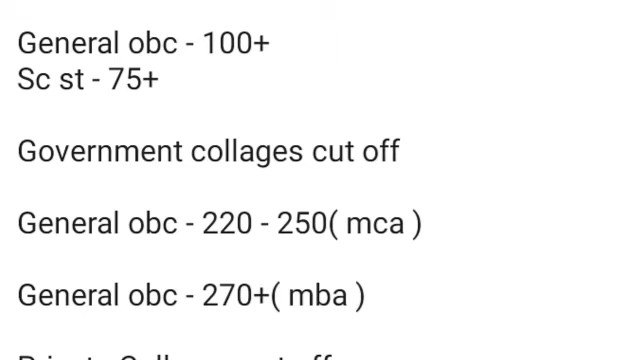 General obc - 100+
Sc st - 75+
Government collages cut off
General obc - 220 - 250( mca )
General obc - 270+( mba )